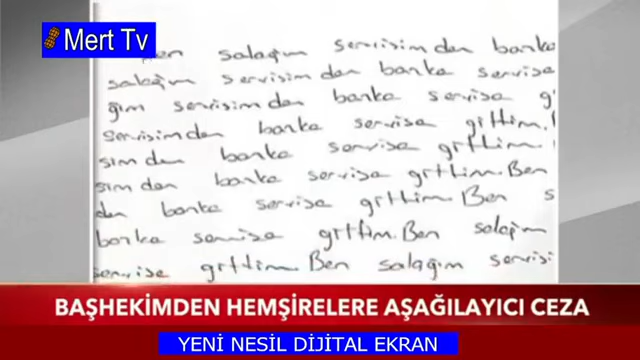 Mert Tv
Ben salağım servisimden banka
salağım servisimden banka servise
ğım servisimden banka servise g
servisimden banka servise gittim.
simden banka servise gittim.
simden banka servise gittim. Ben
den banka servise gittim. Ben s
banka servise gittim. Ben salağım
servise gittim. Ben salağım servisi
BAŞHEKİMDEN HEMŞİRELERE AŞAĞILAYICI CEZA
YENİ NESİL DİJİTAL EKRAN